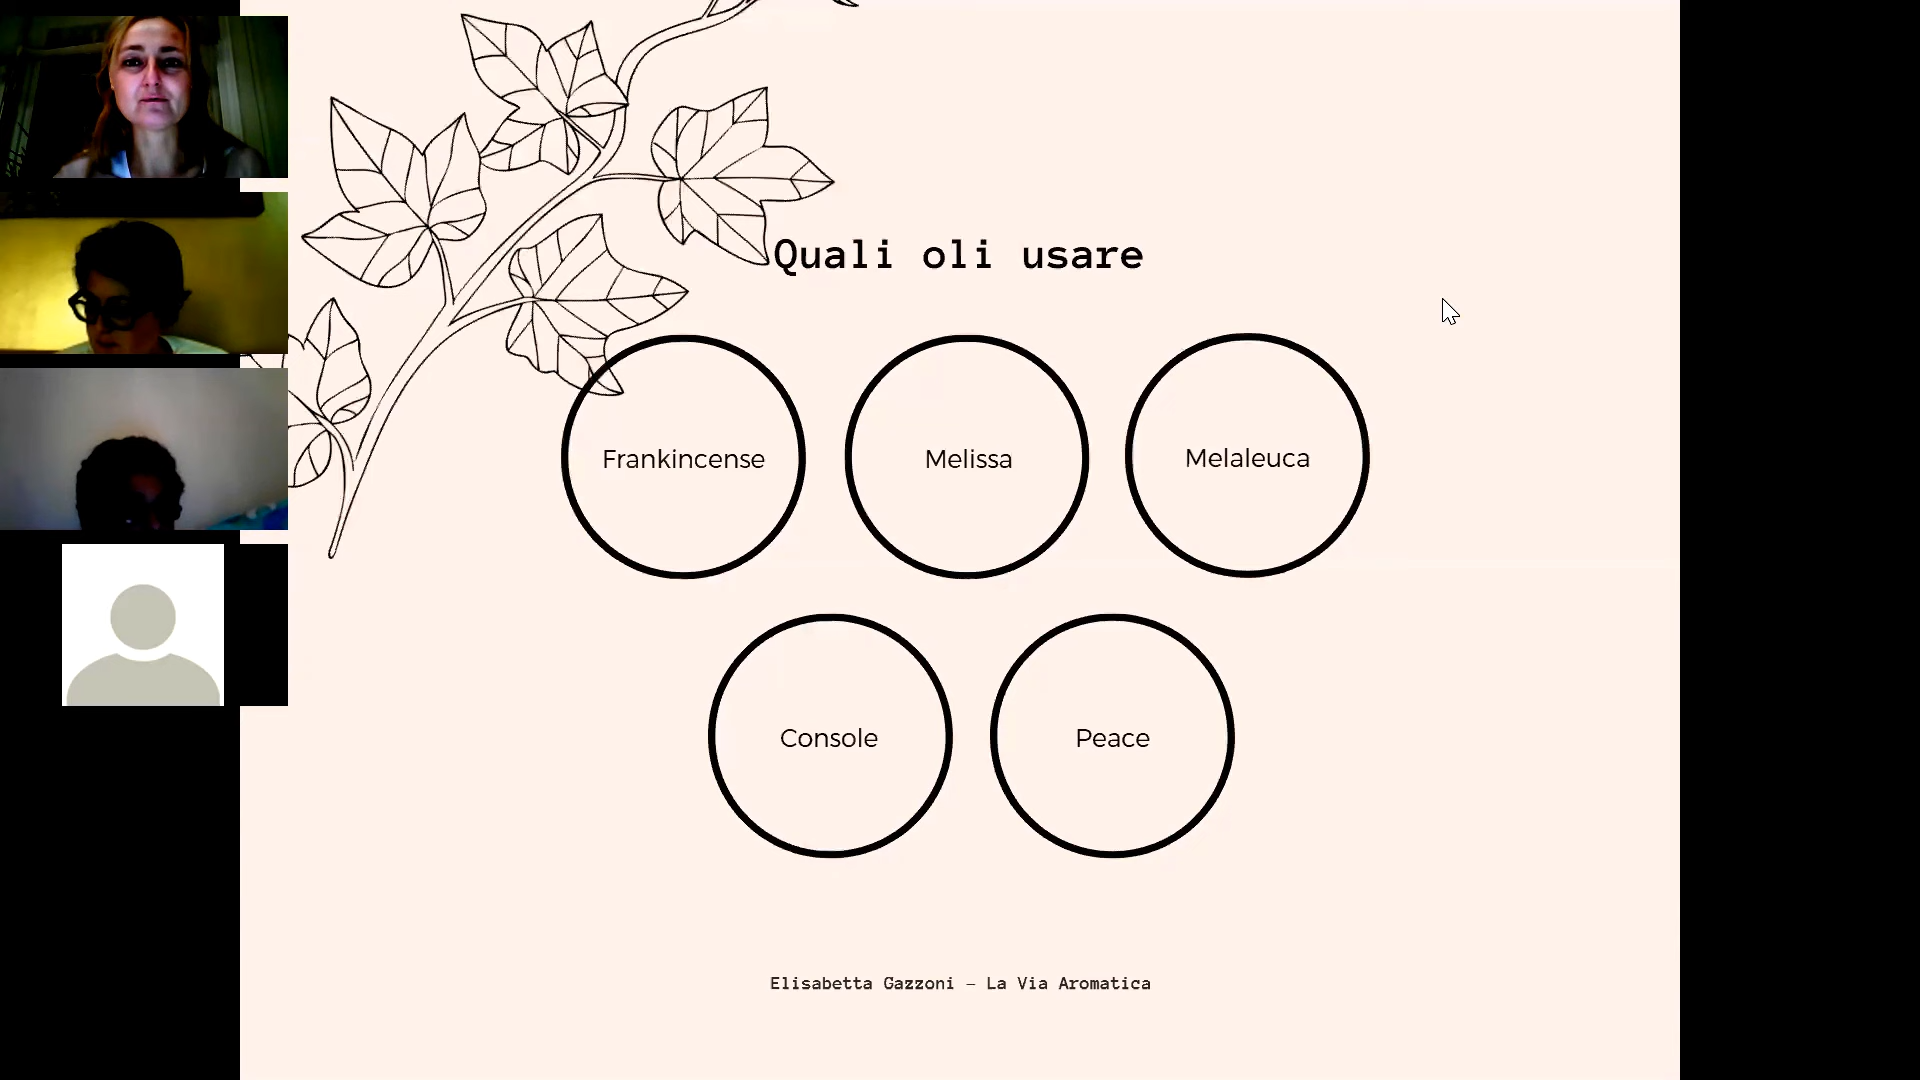 Quali oli usare
Frankincense
Melissa
Melaleuca
Console
Peace
Elisabetta Gazzoni - La Via Aromatica